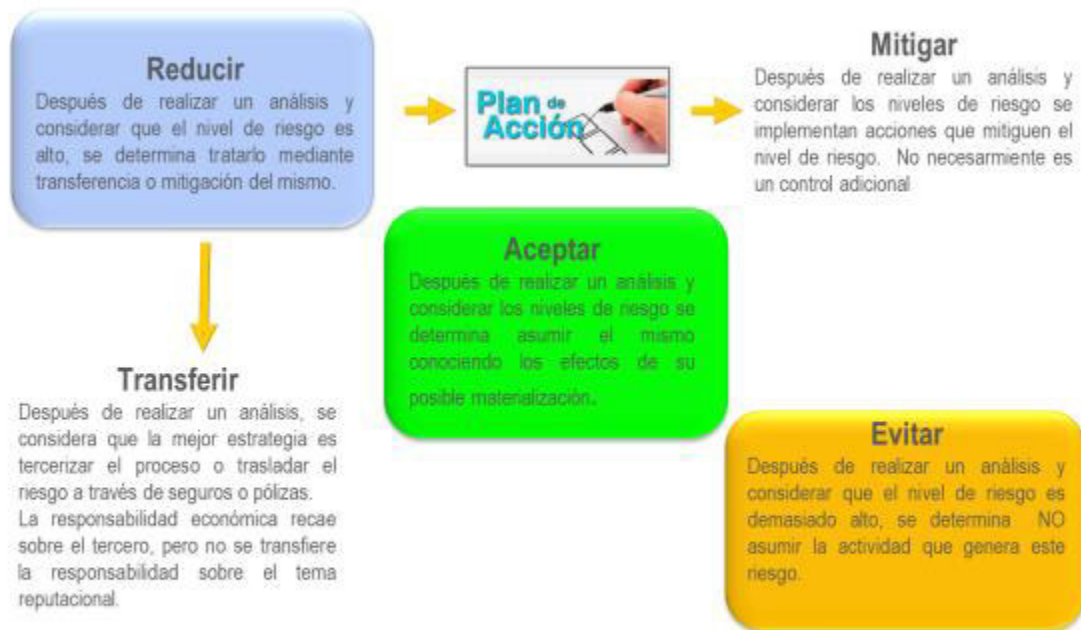 Reducir
Después de realizar un análisis y
considerar que el nivel de riesgo es
alto, se determina tratarlo mediante
transferencia o mitigación del mismo.
Plan de
Acción
Mitigar
Después de realizar un análisis y
considerar los niveles de riesgo se
implementan acciones que mitiguen el
nivel de riesgo. No necesarmiente es
un control adicional
Aceptar
Después de realizar un análisis y
considerar los niveles de riesgo se
determina asumir el mismo
conociendo los efectos de su
posible materialización.
Transferir
Después de realizar un análisis, se
considera que la mejor estrategia es
tercerizar el proceso o trasladar el
riesgo a través de seguros o pólizas.
La responsabilidad económica recae
sobre el tercero, pero no se transfiere
la responsabilidad sobre el tema
reputacional.
Evitar
Después de realizar un análisis y
considerar que el nivel de riesgo es
demasiado alto, se determina NO
asumir la actividad que genera este
riesgo.